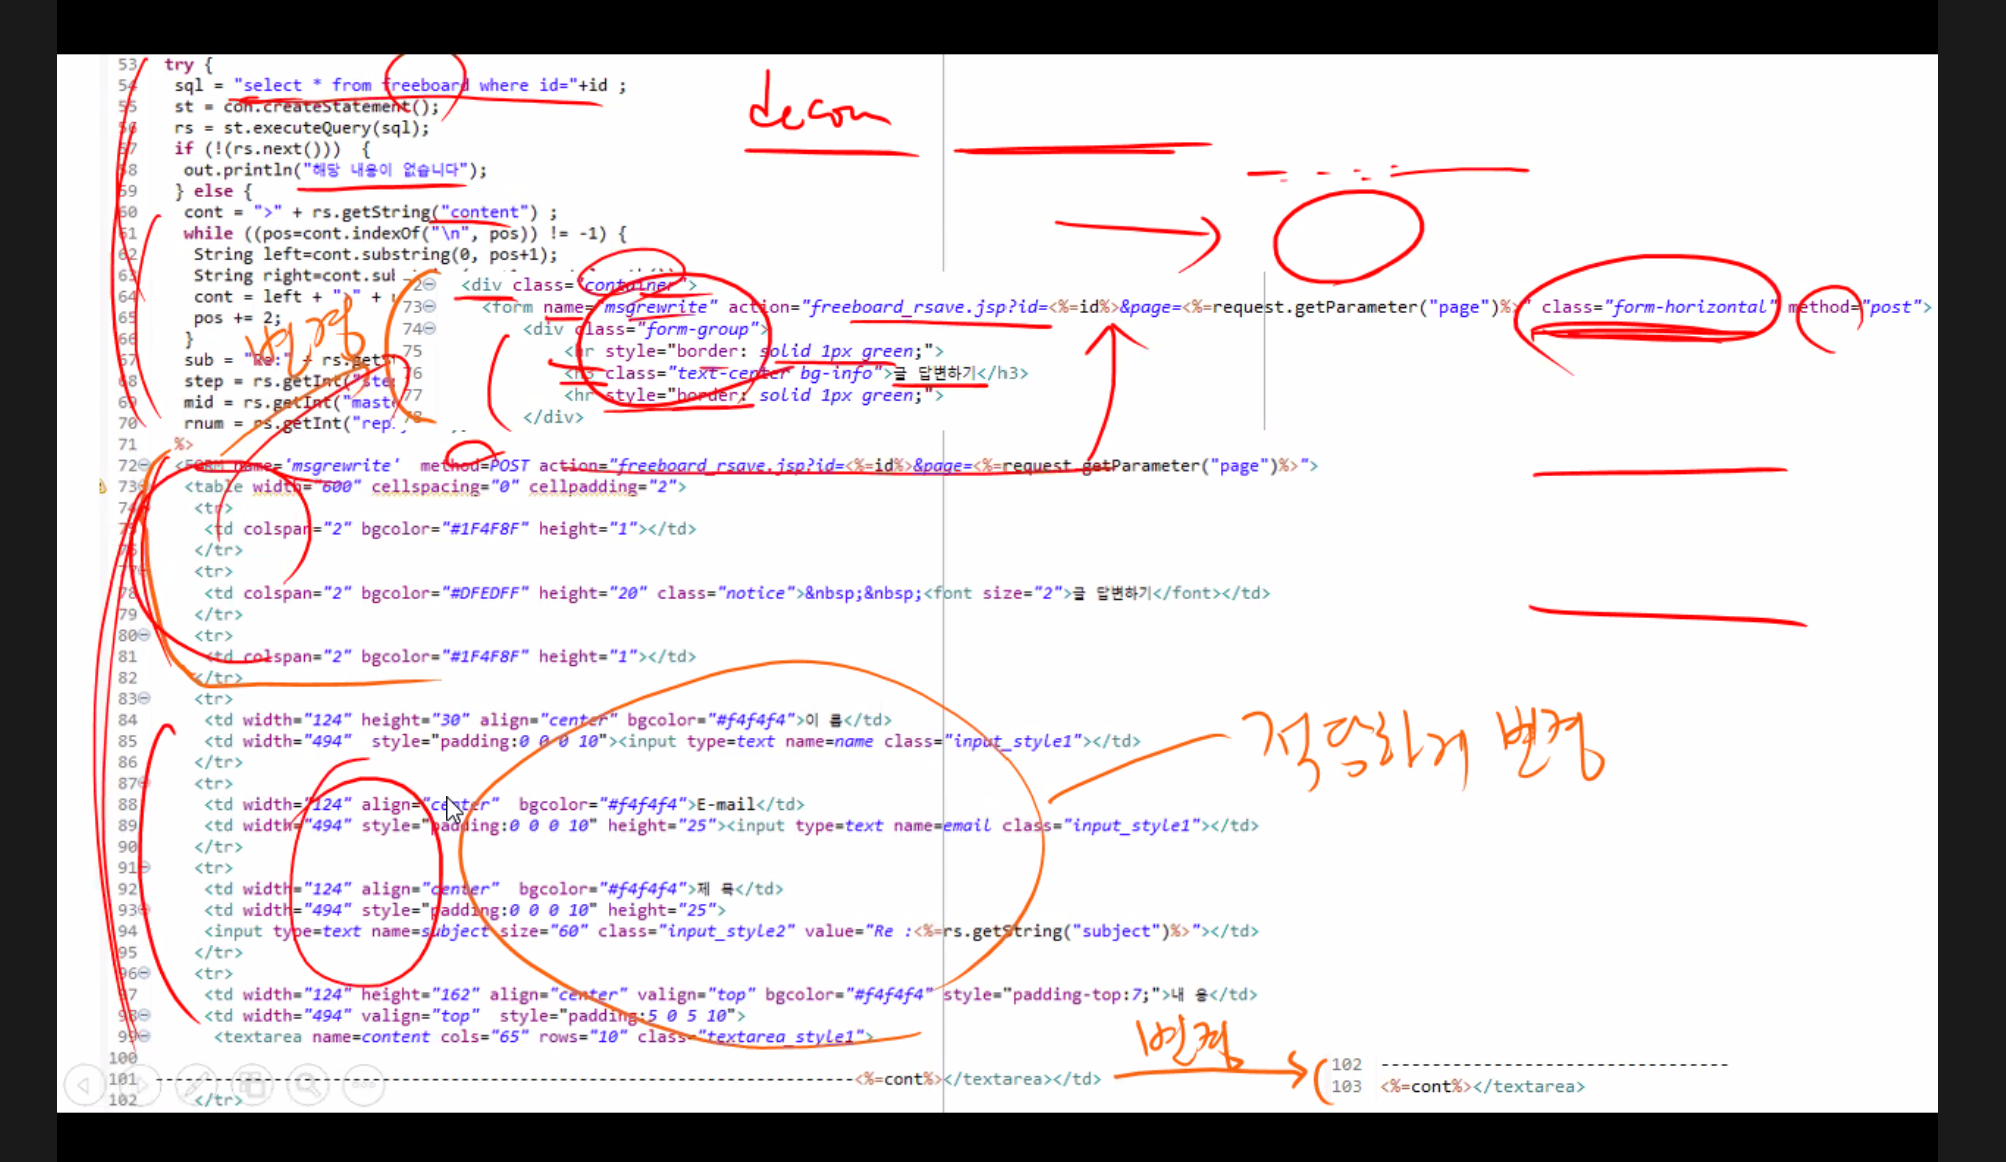 53 try {
54 sql = "select * from freeboard where id="+id ;
55 st = con.createStatement();
56 rs = st.executeQuery(sql);
57 if (!(rs.next())) {
58 out.println("해당 내용이 없습니다");
59 } else {
60 cont = ">" + rs.getString("content") ;
61 while ((pos=cont.indexOf("\n", pos)) != -1) {
62 String left=cont.substring(0, pos+1);
63 String right=cont.sub
64 cont = left + ">" +
65 pos += 2;
66 }
67 sub = "Re:" + rs.getS
68 step = rs.getInt("ste
69 mid = rs.getInt("mast
70 rnum = rs.getInt("rep
71 %>
decon
72 <div class="container">
73 <form name="msgrewrite" action="freeboard_rsave.jsp?id=<%=id%>&page=<%=request.getParameter("page")%>" class="form-horizontal" method="post">
74 <div class="form-group">
75 <hr style="border: solid 1px green;">
76 <h3 class="text-center bg-info">글 답변하기</h3>
77 <hr style="border: solid 1px green;">
78 </div>
변경
72 <FORM name='msgrewrite' method=POST action="freeboard_rsave.jsp?id=<%=id%>&page=<%=request.getParameter("page")%>">
73 <table width="600" cellspacing="0" cellpadding="2">
74 <tr>
75 <td colspan="2" bgcolor="#1F4F8F" height="1"></td>
76 </tr>
77 <tr>
78 <td colspan="2" bgcolor="#DFEDFF" height="20" class="notice">&nbsp;&nbsp;<font size="2">글 답변하기</font></td>
79 </tr>
80 <tr>
81 <td colspan="2" bgcolor="#1F4F8F" height="1"></td>
82 </tr>
83 <tr>
84 <td width="124" height="30" align="center" bgcolor="#f4f4f4">이 름</td>
85 <td width="494" style="padding:0 0 0 10"><input type=text name=name class="input_style1"></td>
86 </tr>
87 <tr>
88 <td width="124" align="center" bgcolor="#f4f4f4">E-mail</td>
89 <td width="494" style="padding:0 0 0 10" height="25"><input type=text name=email class="input_style1"></td>
90 </tr>
91 <tr>
92 <td width="124" align="center" bgcolor="#f4f4f4">제 목</td>
93 <td width="494" style="padding:0 0 0 10" height="25">
94 <input type=text name=subject size="60" class="input_style2" value="Re :<%=rs.getString("subject")%>"></td>
95 </tr>
96 <tr>
97 <td width="124" height="162" align="center" valign="top" bgcolor="#f4f4f4" style="padding-top:7;">내 용</td>
98 <td width="494" valign="top" style="padding:5 0 5 10">
99 <textarea name=content cols="65" rows="10" class="textarea_style1">
100
101 -----------------------------------------------------------------<%=cont%></textarea></td>
102 </tr>
적당하게 변경
변경
102 ---------------------------------
103 <%=cont%></textarea>